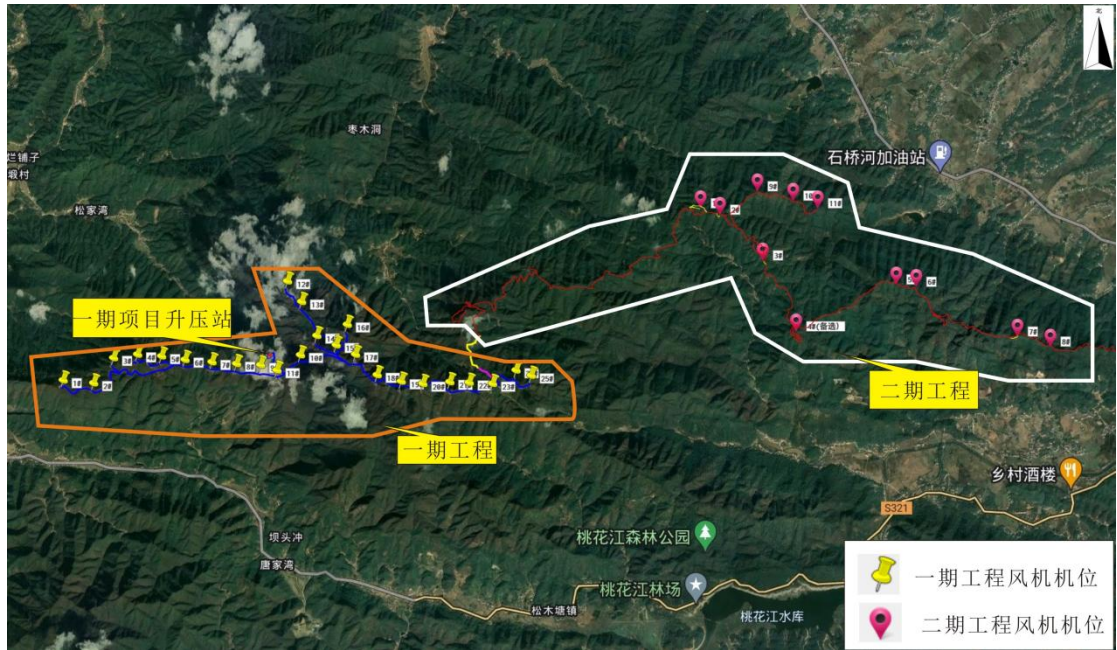 北
枣木洞
石桥河加油站
烂铺子
塅村
松家湾
9#
10
11#
2#
3#
5
6#
4#(备选)
7#
8#
12#
13#
一期项目升压站
16#
14
15
17#
10#
3#
4#
5#
6#
7#
8#
11#
1#
2#
18#
19
20#
21
22
23#
25#
二期工程
一期工程
乡村酒楼
S321
坝头冲
唐家湾
桃花江森林公园
桃花江林场
松木塘镇
桃花江水库
一期工程风机机位
二期工程风机机位